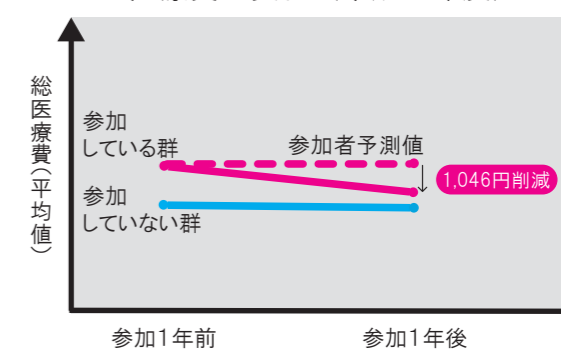 総医療費(平均値)
参加
している群
参加者予測値
1,046円削減
参加
していない群
参加1年前
参加1年後